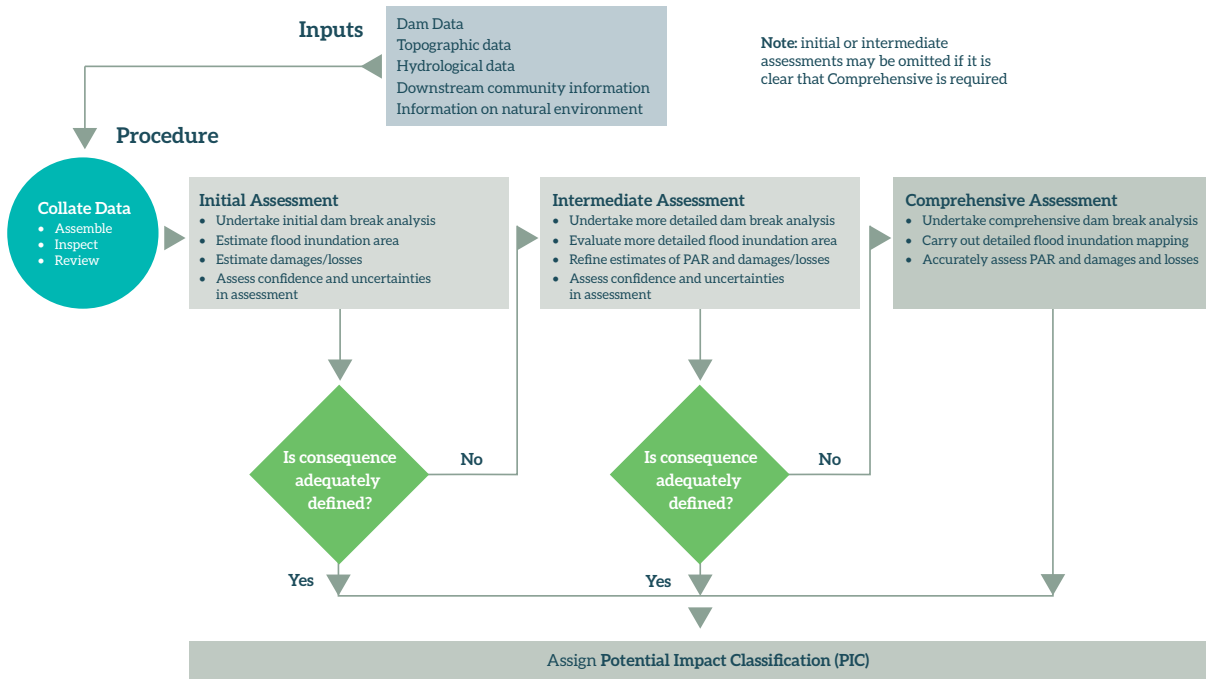 Inputs
Dam Data
Topographic data
Hydrological data
Downstream community information
Information on natural environment
Note: initial or intermediate
assessments may be omitted if it is
clear that Comprehensive is required
Procedure
Collate Data
• Assemble
• Inspect
• Review
Initial Assessment
• Undertake initial dam break analysis
• Estimate flood inundation area
• Estimate damages/losses
• Assess confidence and uncertainties
in assessment
Intermediate Assessment
• Undertake more detailed dam break analysis
• Evaluate more detailed flood inundation area
• Refine estimates of PAR and damages/losses
• Assess confidence and uncertainties
in assessment
Comprehensive Assessment
• Undertake comprehensive dam break analysis
• Carry out detailed flood inundation mapping
• Accurately assess PAR and damages and losses
Is consequence
adequately
defined?
No
Yes
Is consequence
adequately
defined?
No
Yes
Assign Potential Impact Classification (PIC)